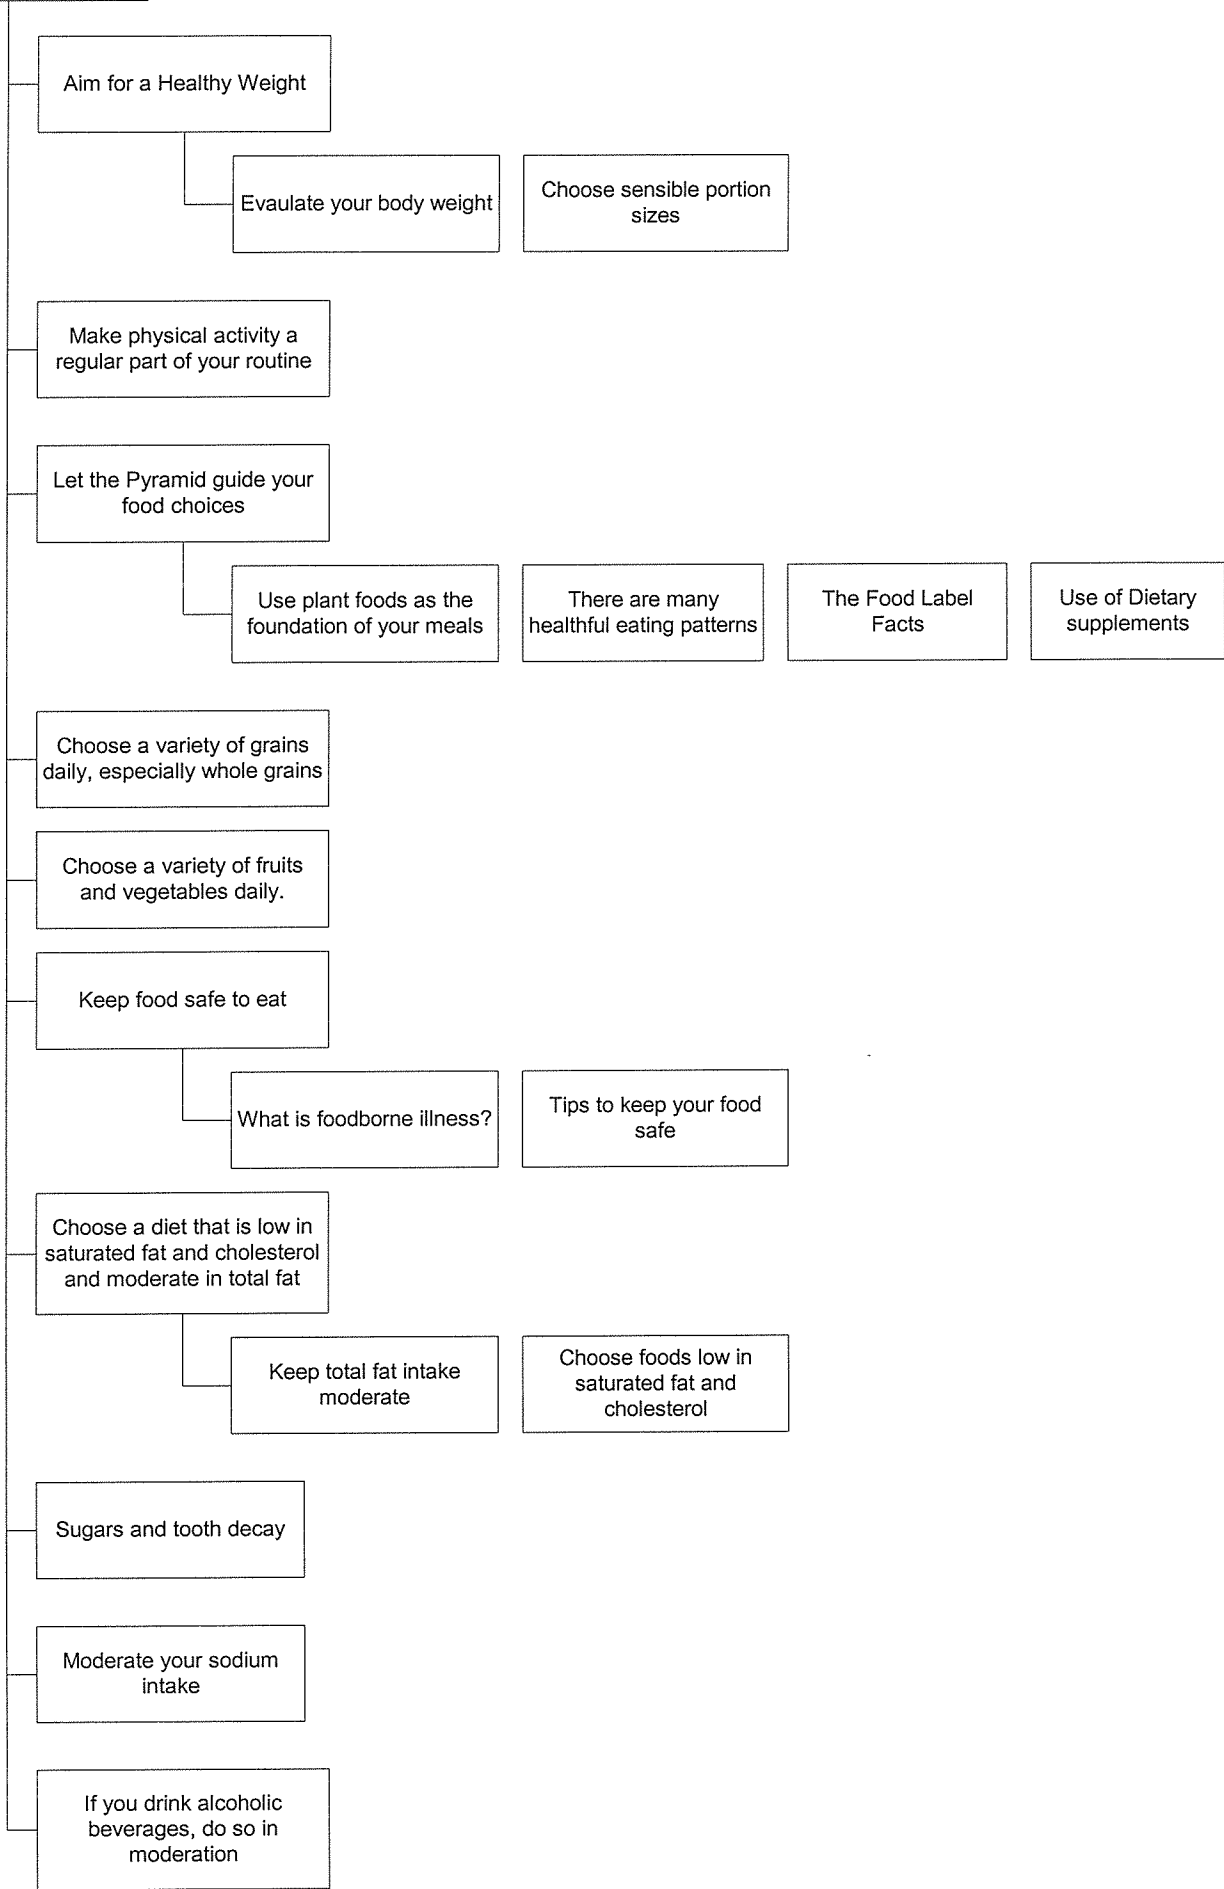 Aim for a Healthy Weight
Evaulate your body weight
Choose sensible portion
sizes
Make physical activity a
regular part of your routine
Let the Pyramid guide your
food choices
Use plant foods as the
foundation of your meals
There are many
healthful eating patterns
The Food Label
Facts
Use of Dietary
supplements
Choose a variety of grains
daily, especially whole grains
Choose a variety of fruits
and vegetables daily.
Keep food safe to eat
What is foodborne illness?
Tips to keep your food
safe
Choose a diet that is low in
saturated fat and cholesterol
and moderate in total fat
Keep total fat intake
moderate
Choose foods low in
saturated fat and
cholesterol
Sugars and tooth decay
Moderate your sodium
intake
If you drink alcoholic
beverages, do so in
moderation